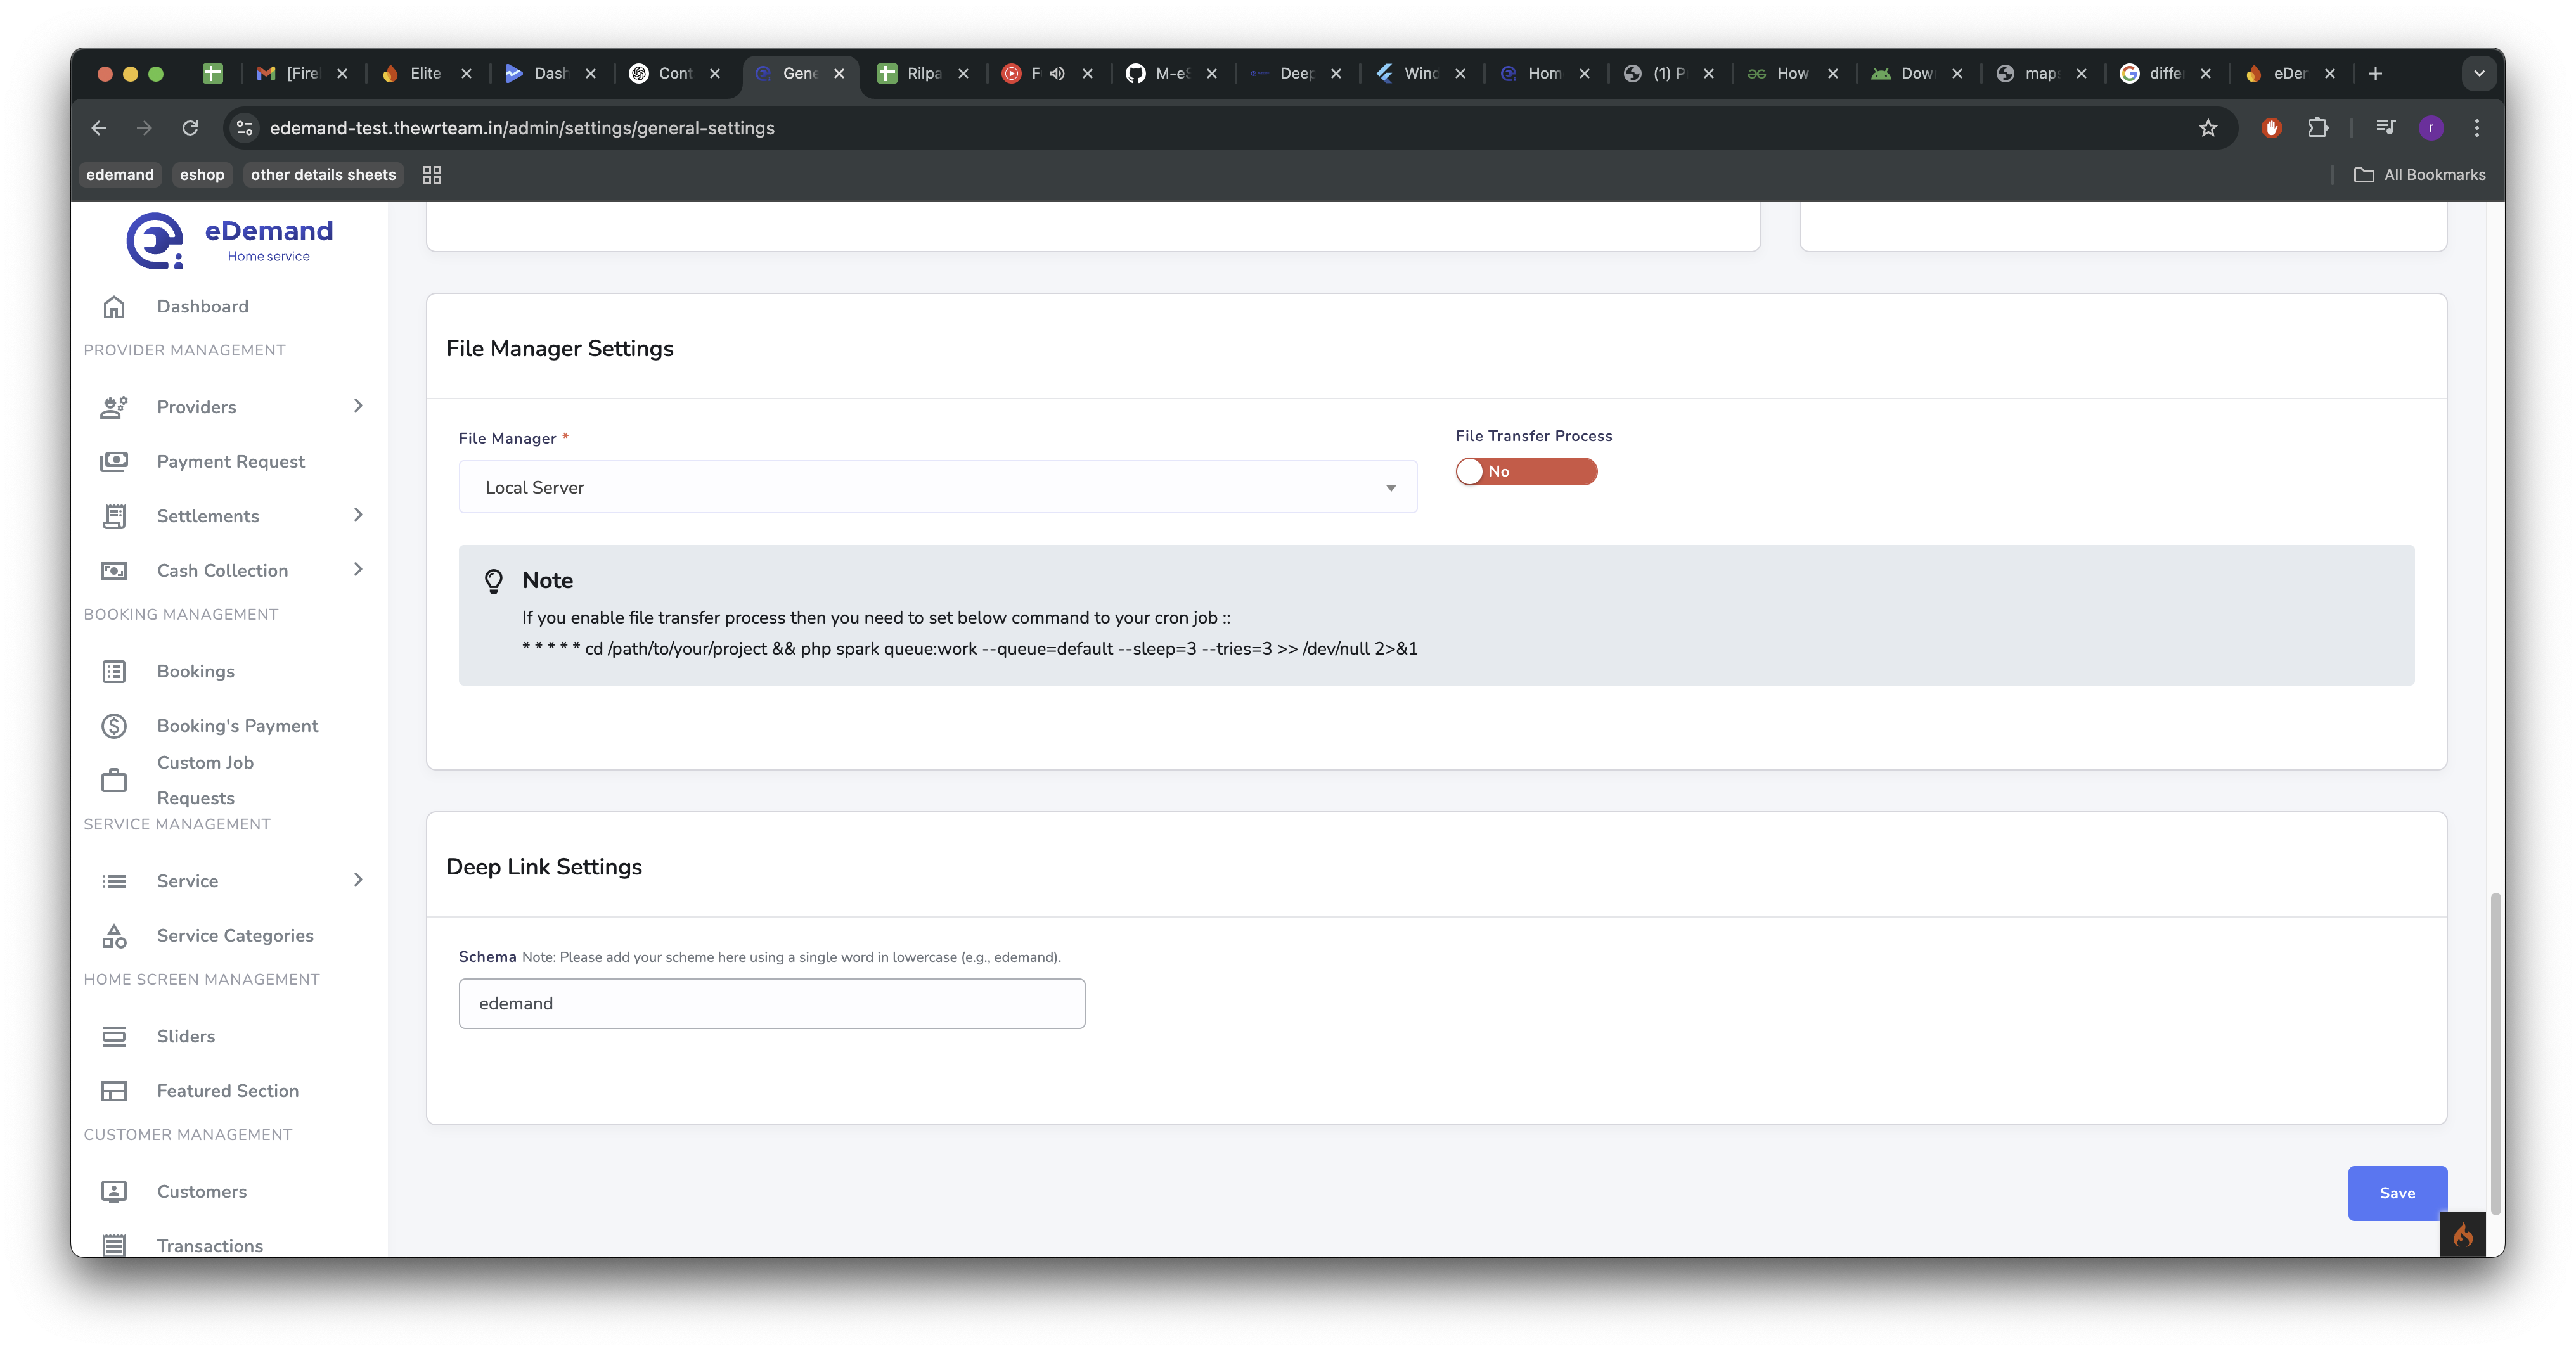 [Fire
Elite
Dash
Cont
Gene
Rilpa
F
M-eS
Deep
Wind
Hom
(1) P
How
Dow
map
diffe
eDer
edemand-test.thewrteam.in/admin/settings/general-settings
r
edemand
eshop
other details sheets
All Bookmarks
eDemand
Home service
Dashboard
PROVIDER MANAGEMENT
Providers
Payment Request
Settlements
Cash Collection
BOOKING MANAGEMENT
Bookings
Booking's Payment
Custom Job
Requests
SERVICE MANAGEMENT
Service
Service Categories
HOME SCREEN MANAGEMENT
Sliders
Featured Section
CUSTOMER MANAGEMENT
Customers
Transactions
File Manager Settings
File Manager *
Local Server
File Transfer Process
No
Note
If you enable file transfer process then you need to set below command to your cron job ::
* * * * * cd /path/to/your/project && php spark queue:work --queue=default --sleep=3 --tries=3 >> /dev/null 2>&1
Deep Link Settings
Schema Note: Please add your scheme here using a single word in lowercase (e.g., edemand).
edemand
Save